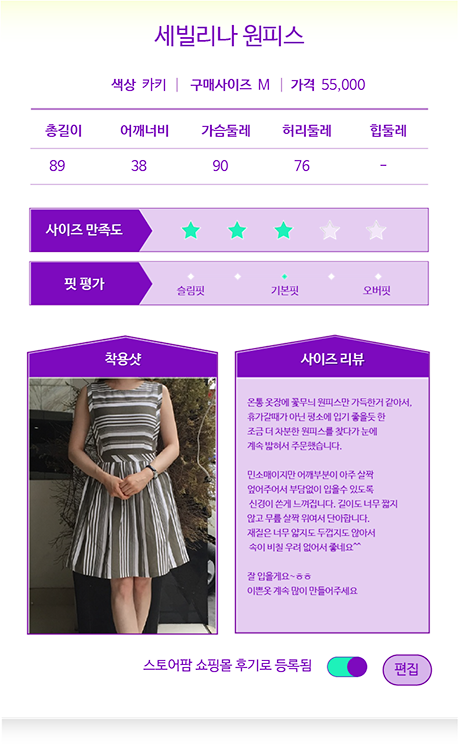 세빌리나 원피스
색상 카키 | 구매사이즈 M | 가격 55,000
총길이 어깨너비 가슴둘레 허리둘레 힙둘레
89 38 90 76 -
사이즈 만족도
핏 평가
슬림핏 기본핏 오버핏
착용샷
사이즈 리뷰
온통 옷장에 꽃무늬 원피스만 가득한거 같아서,
휴가갈때가 아닌 평소에 입기 좋을듯 한
조금 더 차분한 원피스를 찾다가 눈에
계속 밟혀서 주문했습니다.
민소매이지만 어깨부분이 아주 살짝
덮어주어서 부담없이 입을수 있도록
신경이 쓴게 느껴집니다. 길이도 너무 짧지
않고 무릎 살짝 위여서 단아합니다.
재질은 너무 얇지도 두껍지도 않아서
속이 비칠 우려 없어서 좋네요^^
잘 입을게요~ㅎㅎ
이쁜옷 계속 많이 만들어주세요
스토어팜 쇼핑몰 후기로 등록됨
편집